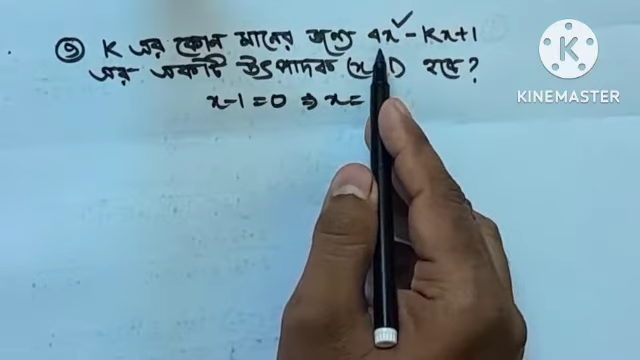 ৩ K এর কোন মানের জন্যে 4x² - Kx+1
এর একটি উৎপাদক (x 1) হবে?
x-1=0 ⇒ x=
KINEMASTER